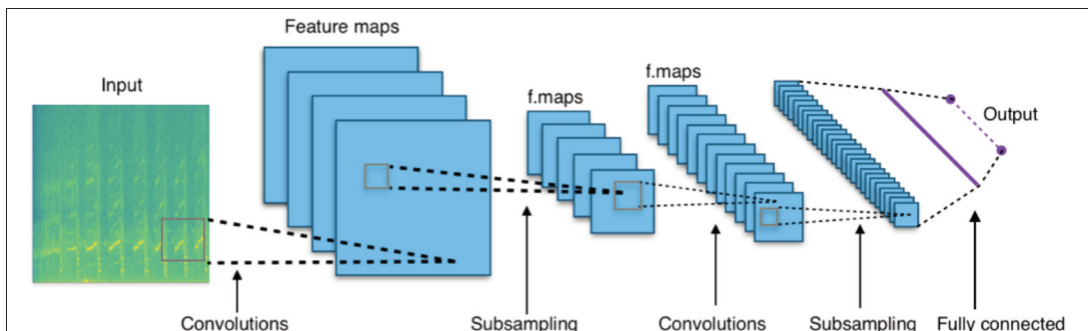 Feature maps
Input
f.maps
f.maps
Output
Convolutions
Subsampling
Convolutions
Subsampling
Fully connected